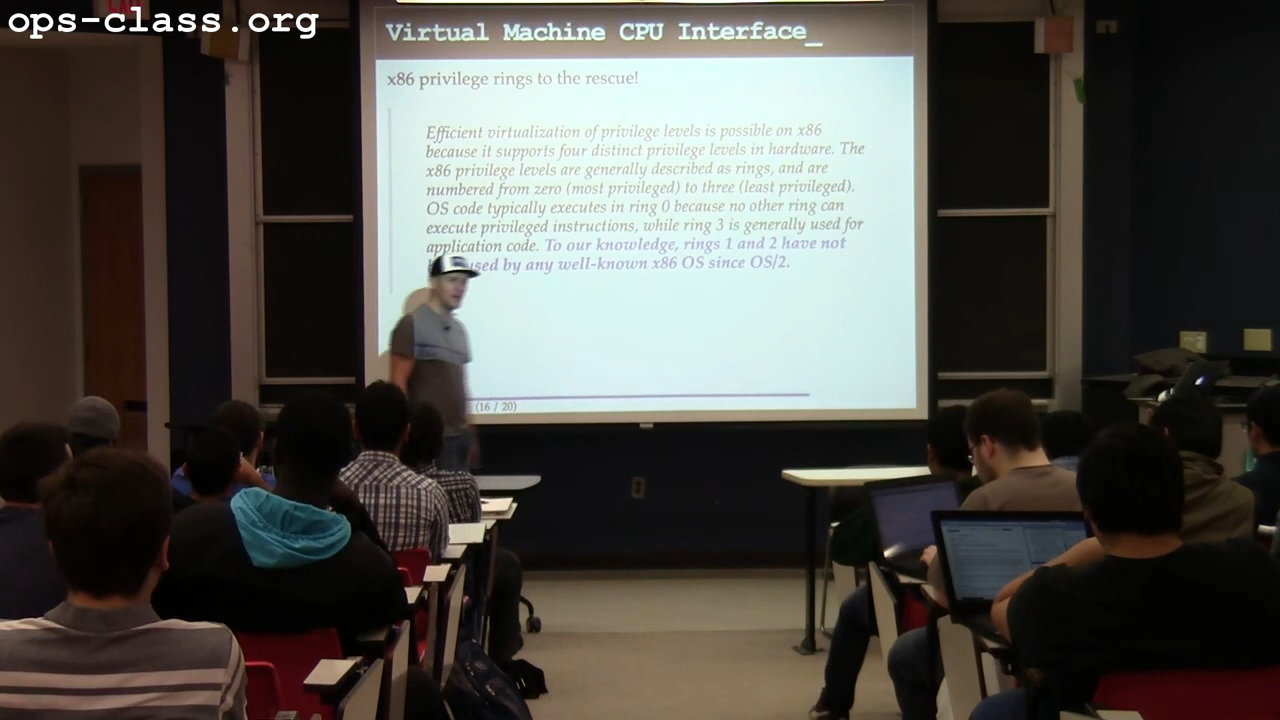 ops-class.org
Virtual Machine CPU Interface_
x86 privilege rings to the rescue!
Efficient virtualization of privilege levels is possible on x86
because it supports four distinct privilege levels in hardware. The
x86 privilege levels are generally described as rings, and are
numbered from zero (most privileged) to three (least privileged).
OS code typically executes in ring 0 because no other ring can
execute privileged instructions, while ring 3 is generally used for
application code. To our knowledge, rings 1 and 2 have not
used by any well-known x86 OS since OS/2.
(16 / 20)